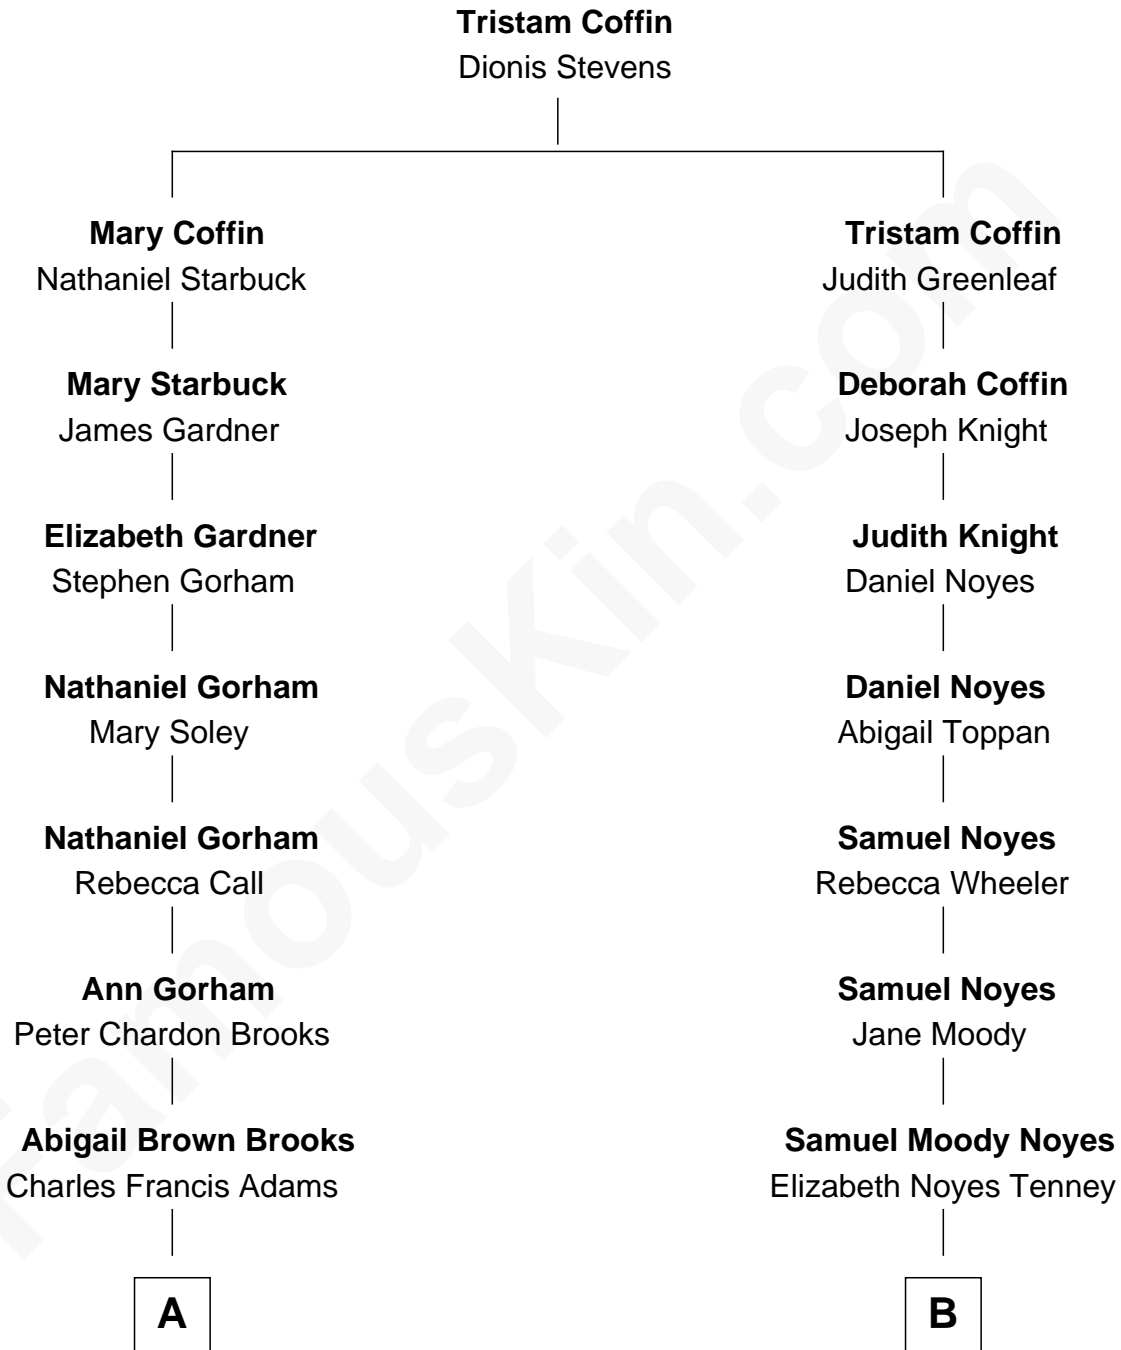 Tristam Coffin
Dionis Stevens
Mary Coffin
Nathaniel Starbuck
Tristam Coffin
Judith Greenleaf
Mary Starbuck
James Gardner
Deborah Coffin
Joseph Knight
Elizabeth Gardner
Stephen Gorham
Judith Knight
Daniel Noyes
Nathaniel Gorham
Mary Soley
Daniel Noyes
Abigail Toppan
Nathaniel Gorham
Rebecca Call
Samuel Noyes
Rebecca Wheeler
Ann Gorham
Peter Chardon Brooks
Samuel Noyes
Jane Moody
Abigail Brown Brooks
Charles Francis Adams
Samuel Moody Noyes
Elizabeth Noyes Tenney
A
B
FamousKin.com